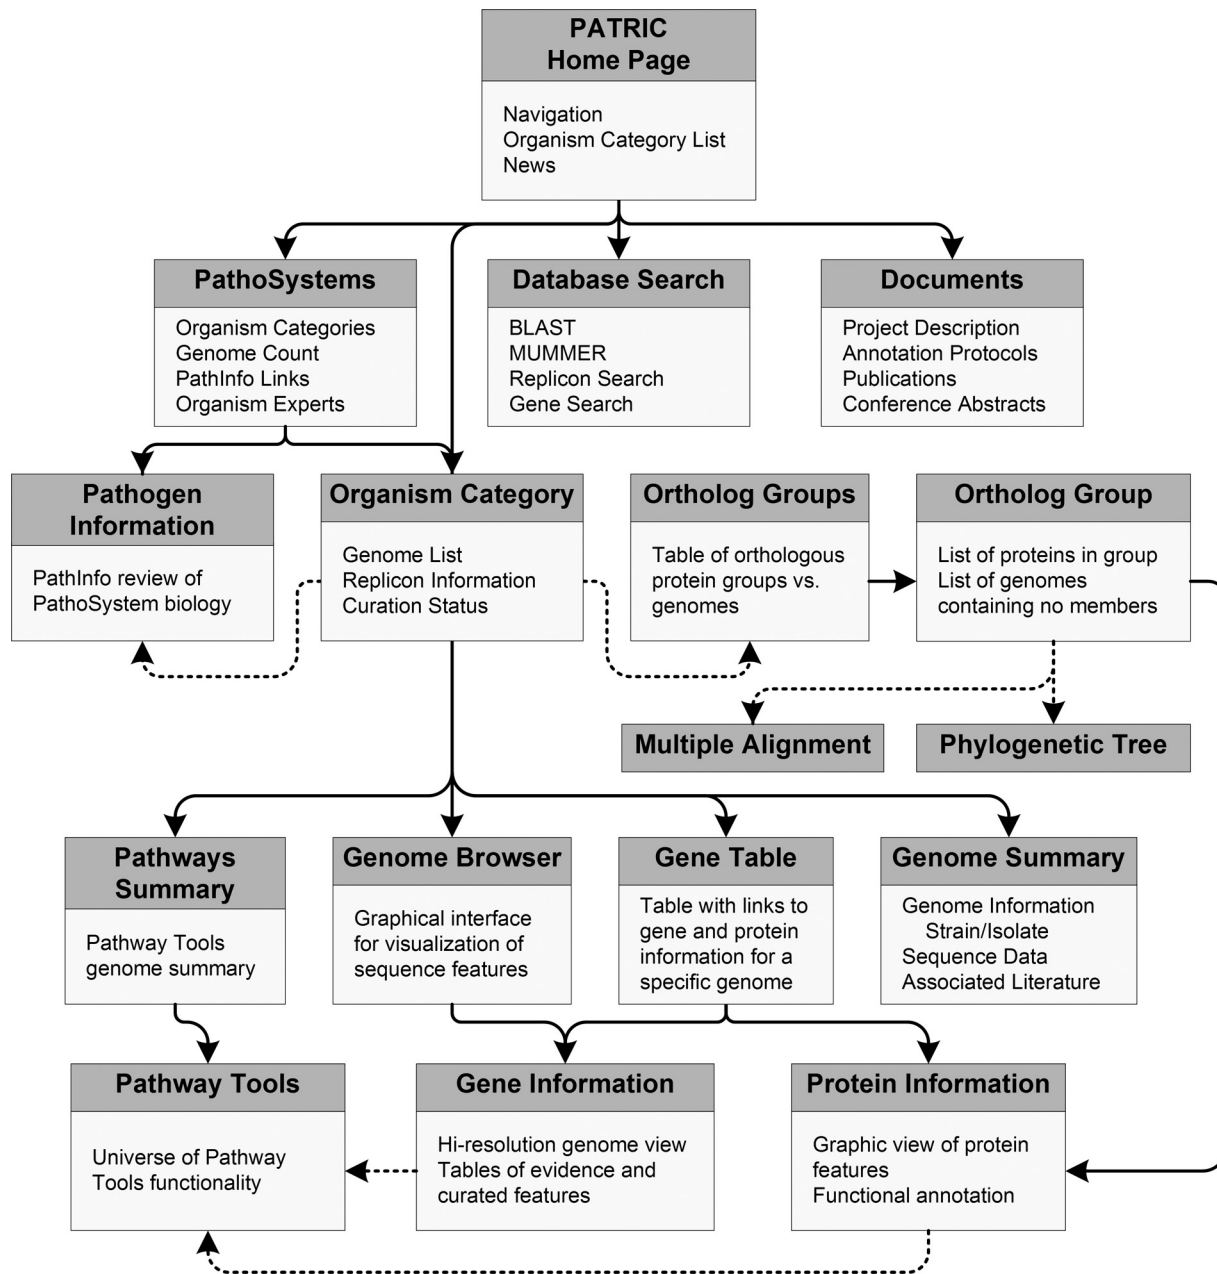 PATRIC
Home Page
Navigation
Organism Category List
News
PathoSystems
Organism Categories
Genome Count
PathInfo Links
Organism Experts
Database Search
BLAST
MUMMER
Replicon Search
Gene Search
Documents
Project Description
Annotation Protocols
Publications
Conference Abstracts
Pathogen
Information
PathInfo review of
PathoSystem biology
Organism Category
Genome List
Replicon Information
Curation Status
Ortholog Groups
Table of orthologous
protein groups vs.
genomes
Ortholog Group
List of proteins in group
List of genomes
containing no members
Multiple Alignment
Phylogenetic Tree
Pathways
Summary
Pathway Tools
genome summary
Genome Browser
Graphical interface
for visualization of
sequence features
Gene Table
Table with links to
gene and protein
information for a
specific genome
Genome Summary
Genome Information
Strain/Isolate
Sequence Data
Associated Literature
Pathway Tools
Universe of Pathway
Tools functionality
Gene Information
Hi-resolution genome view
Tables of evidence and
curated features
Protein Information
Graphic view of protein
features
Functional annotation